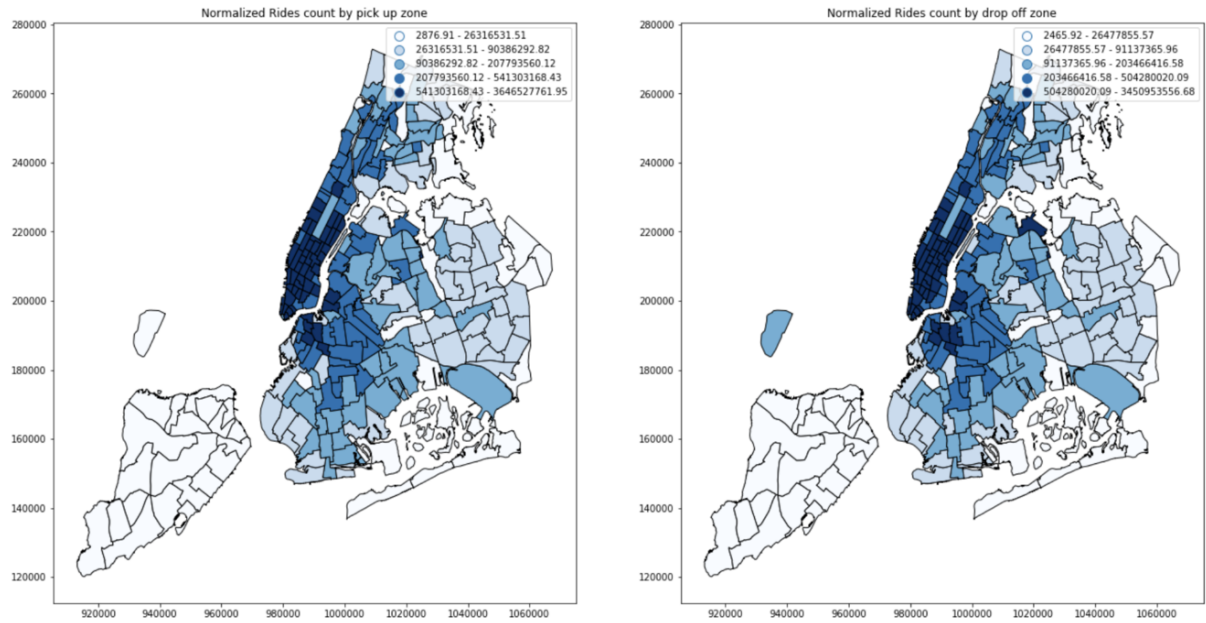 Normalized Rides count by pick up zone
280000
260000
240000
220000
200000
180000
160000
140000
120000
2876.91 - 26316531.51
26316531.51 - 90386292.82
90386292.82 - 207793560.12
207793560.12 - 541303168.43
541303168.43 - 3646527761.95
920000 940000 960000 980000 1000000 1020000 1040000 1060000
Normalized Rides count by drop off zone
280000
260000
240000
220000
200000
180000
160000
140000
120000
2465.92 - 26477855.57
26477855.57 - 91137365.96
91137365.96 - 203466416.58
203466416.58 - 504280020.09
504280020.09 - 3450953556.68
920000 940000 960000 980000 1000000 1020000 1040000 1060000